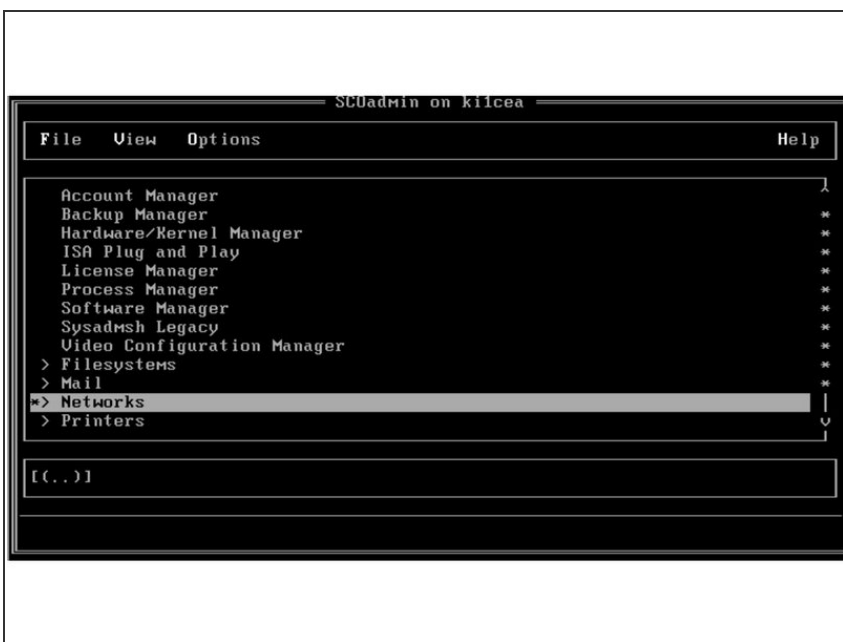 SCOadmin on ki1cea
File View Options Help
Account Manager
Backup Manager
Hardware/Kernel Manager
ISA Plug and Play
License Manager
Process Manager
Software Manager
Sysadmsh Legacy
Video Configuration Manager
> Filesystems
> Mail
*> Networks
> Printers
[(..)]